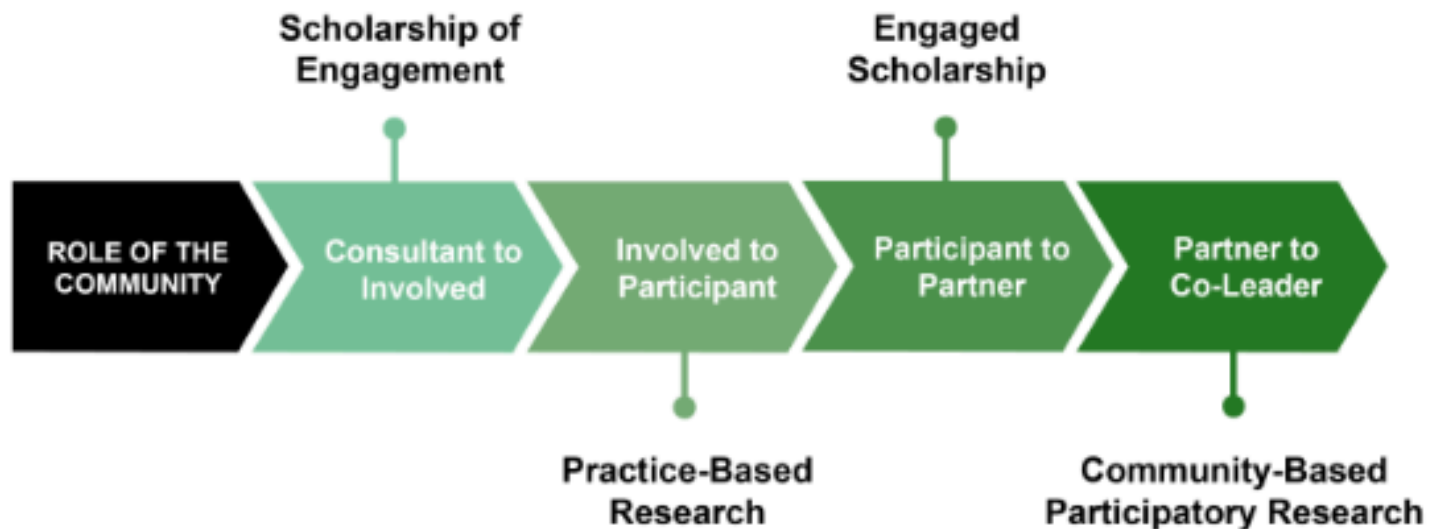 Scholarship of
Engagement
Engaged
Scholarship
ROLE OF THE
COMMUNITY
Consultant to
Involved
Involved to
Participant
Participant to
Partner
Partner to
Co-Leader
Practice-Based
Research
Community-Based
Participatory Research